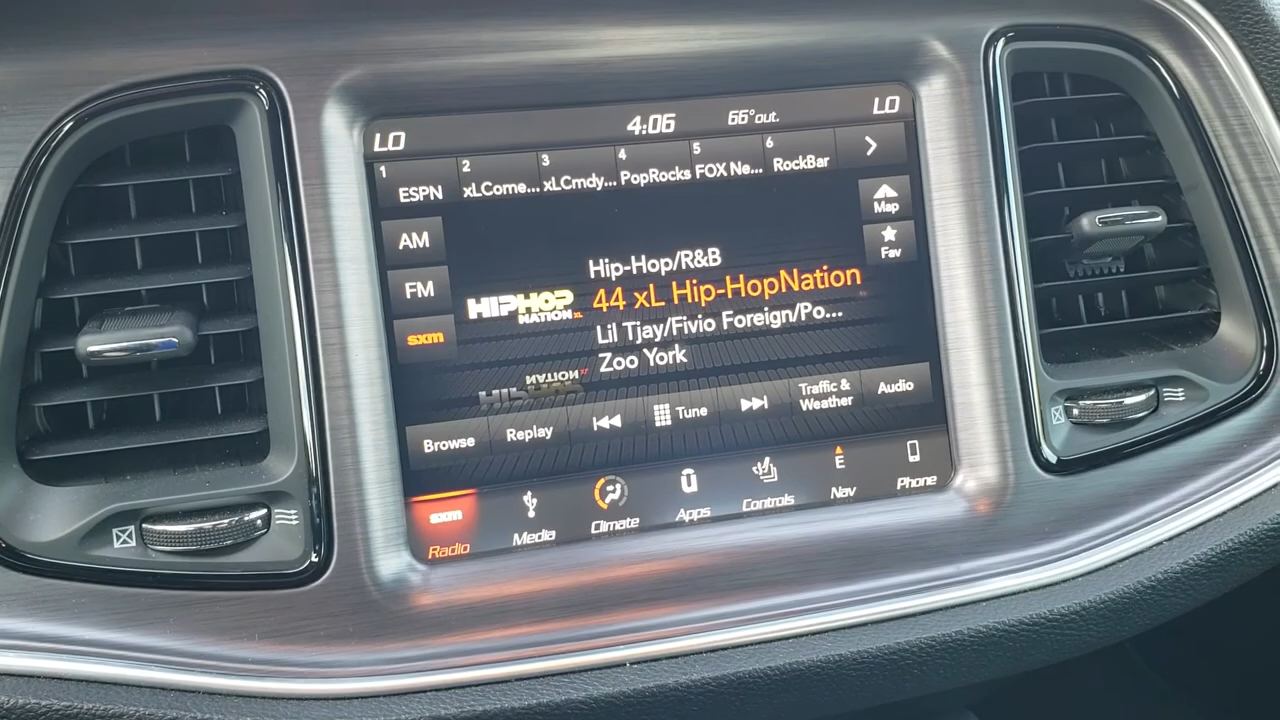 LO 4:06 66°out. LO
1 ESPN 2 xLCome... 3 xLCmdy... 4 PopRocks 5 FOX Ne... 6 RockBar
AM
FM
sxm
Map
Fav
HIPHOP
NATION XL
Hip-Hop/R&B
44 xL Hip-HopNation
Lil Tjay/Fivio Foreign/Po...
Zoo York
Browse Replay Tune Traffic & Weather Audio
sxm E
Radio Media Climate Apps Controls Nav Phone